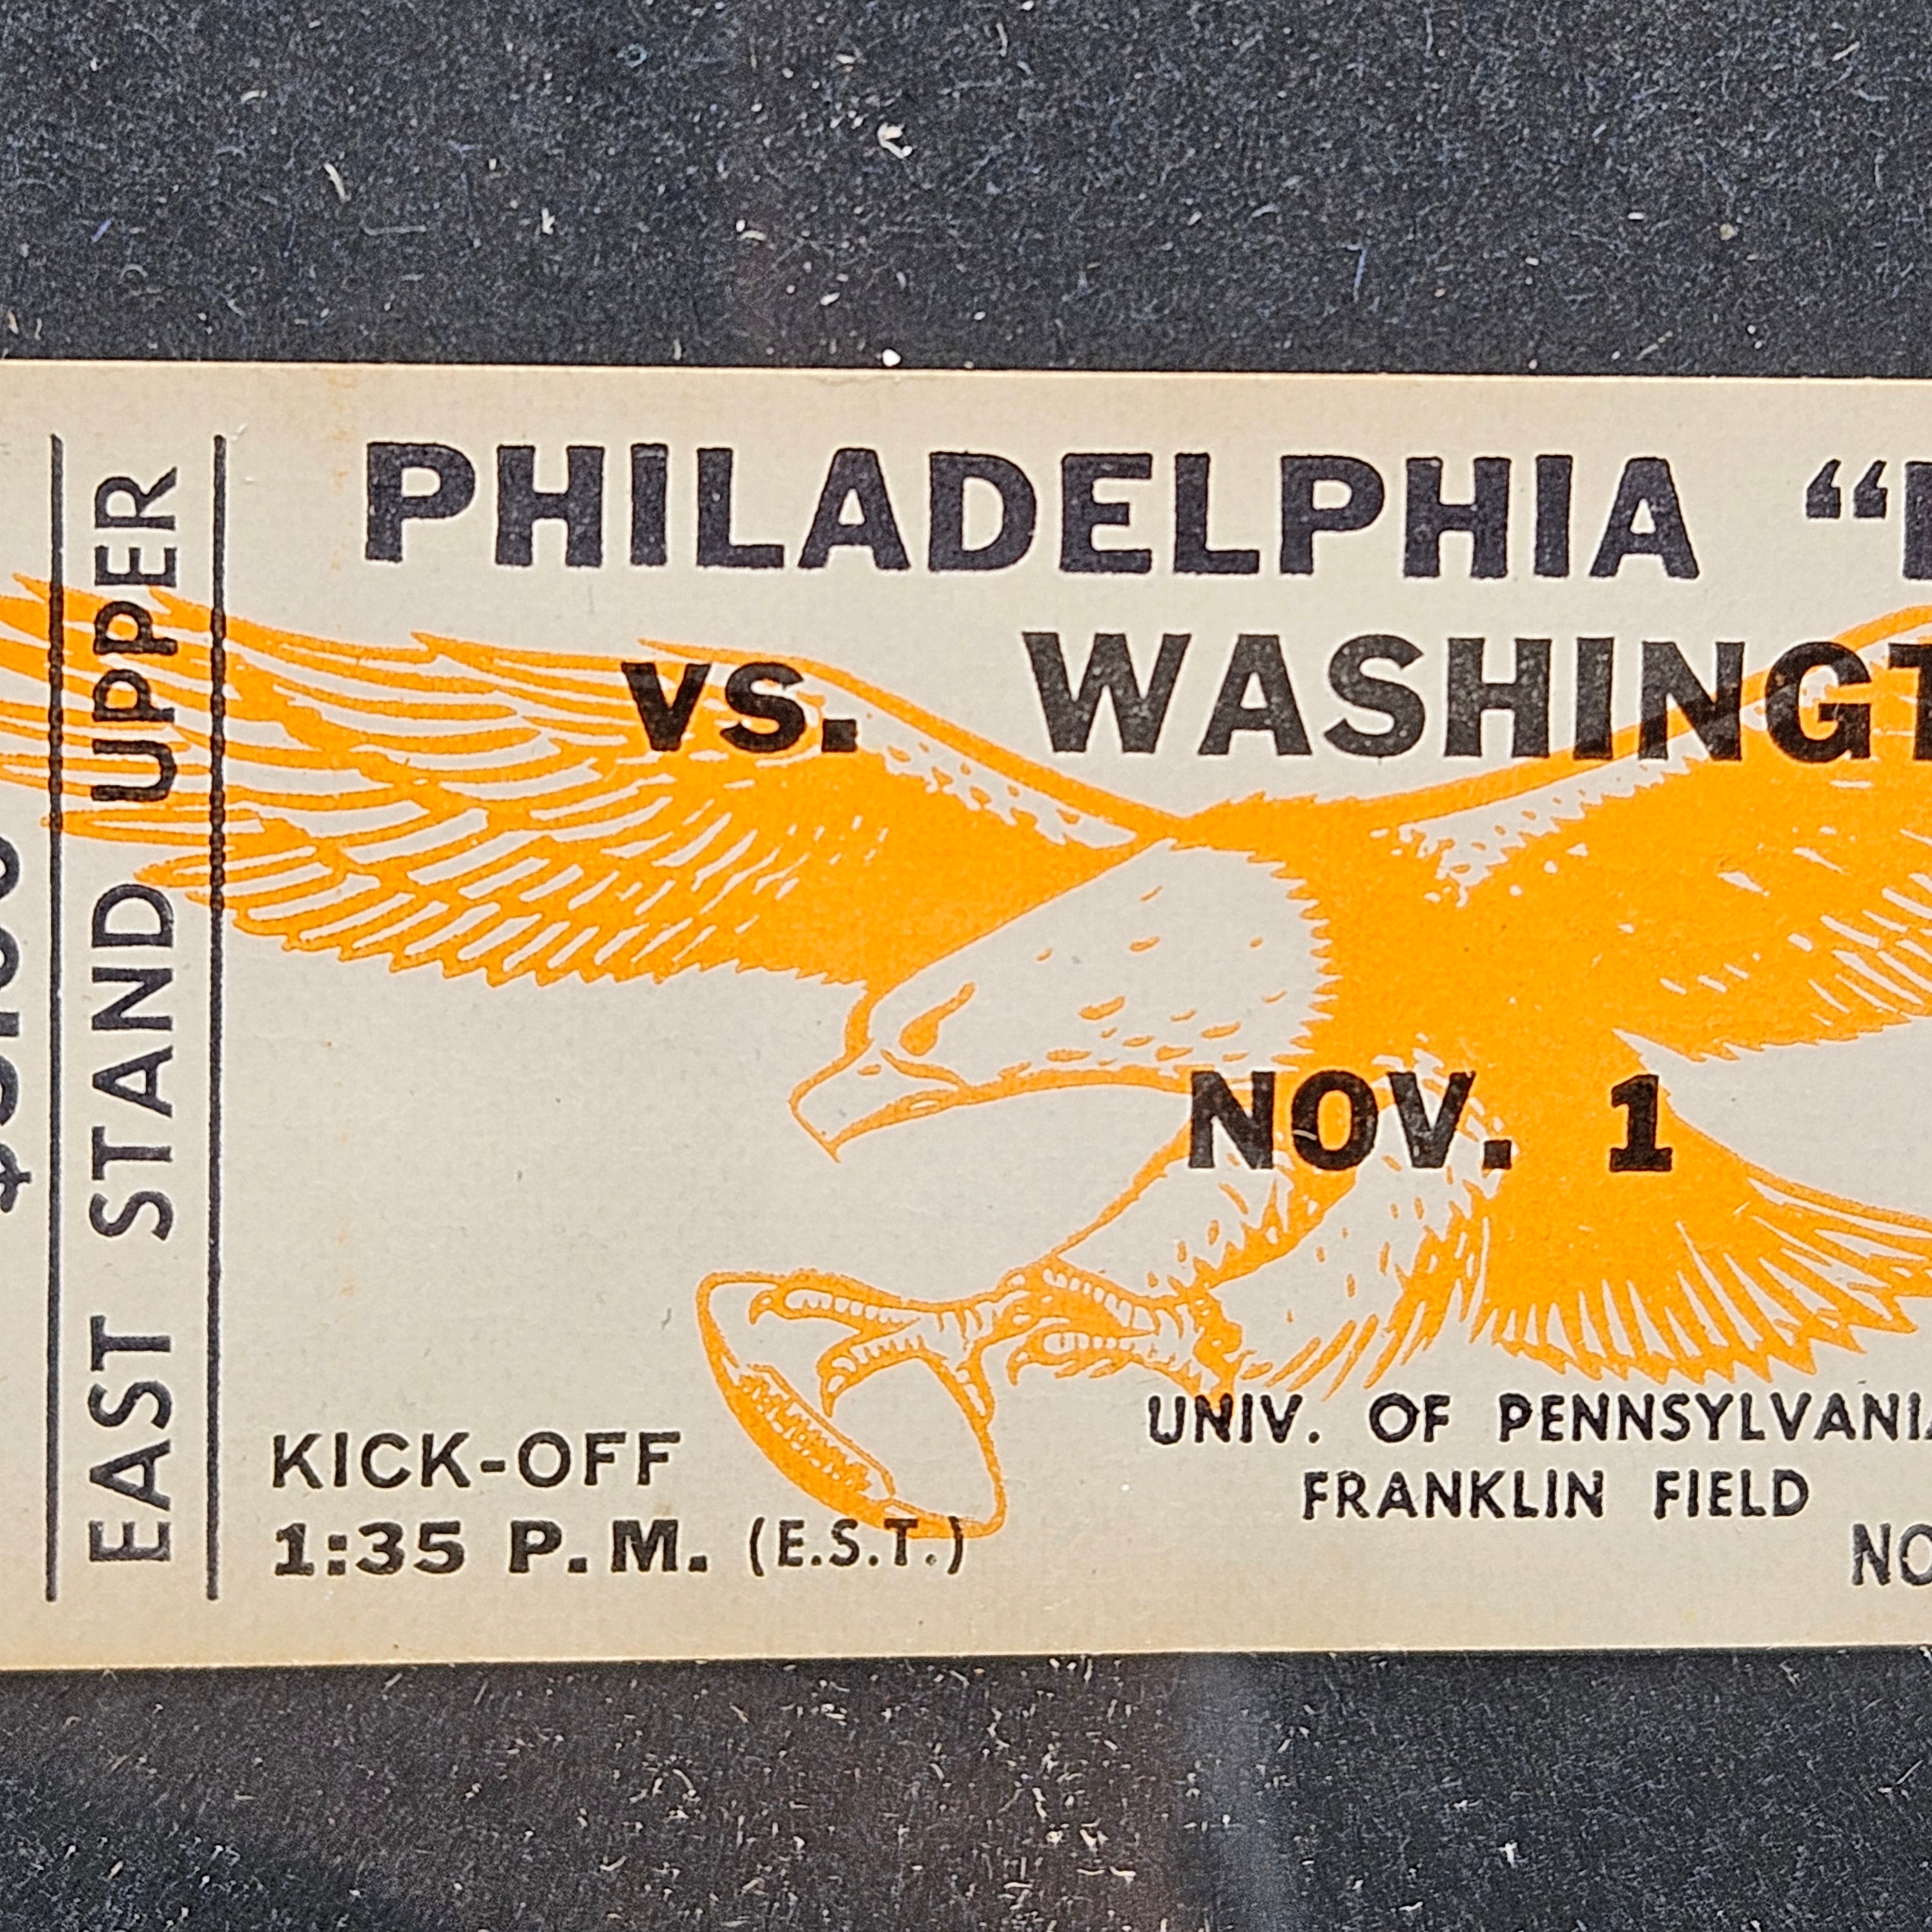 EAST STAND UPPER
PHILADELPHIA “
vs. WASHINGT
NOV. 1
KICK-OFF
1:35 P.M. (E.S.T.)
UNIV. OF PENNSYLVANIA
FRANKLIN FIELD
NO